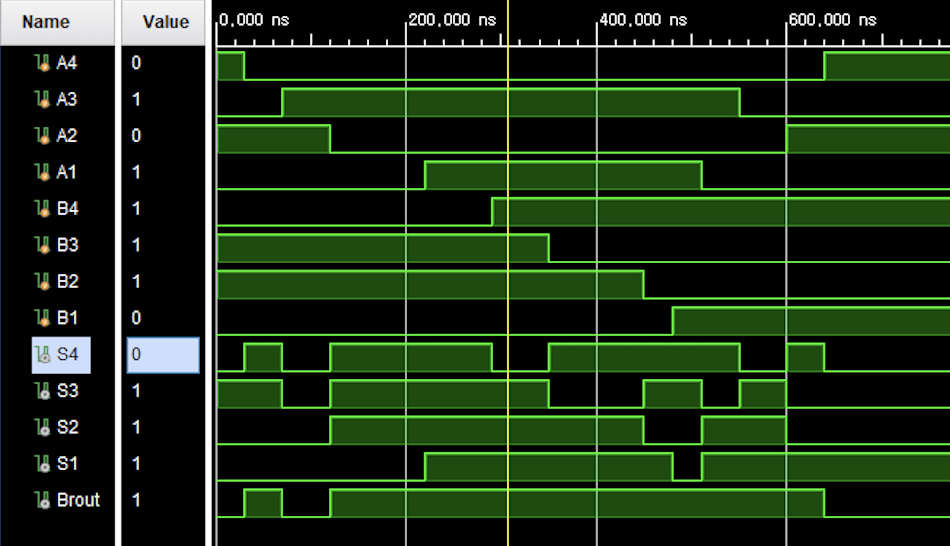 Name Value 0,000 ns 200,000 ns 400,000 ns 600,000 ns
A4 0
A3 1
A2 0
A1 1
B4 1
B3 1
B2 1
B1 0
S4 0
S3 1
S2 1
S1 1
Brout 1